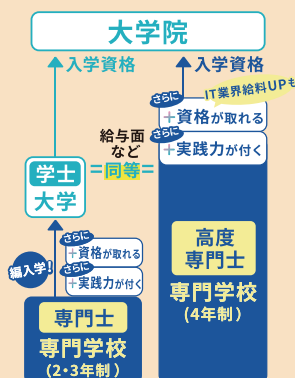 大学院
入学資格
入学資格
IT業界給料UPも
さらに
+資格が取れる
さらに
+実践力が付く
給与面
など
=同等=
学士
大学
編入学!
さらに
+資格が取れる
さらに
+実践力が付く
専門士
専門学校
(2・3年制)
高度
専門士
専門学校
(4年制)